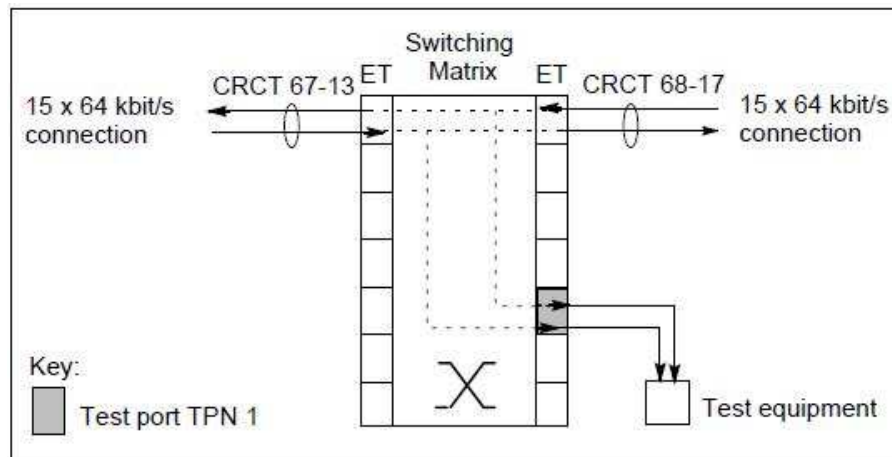 Switching
Matrix
CRCT 67-13
ET
ET
CRCT 68-17
15 x 64 kbit/s
connection
15 x 64 kbit/s
connection
Key:
Test port TPN 1
Test equipment